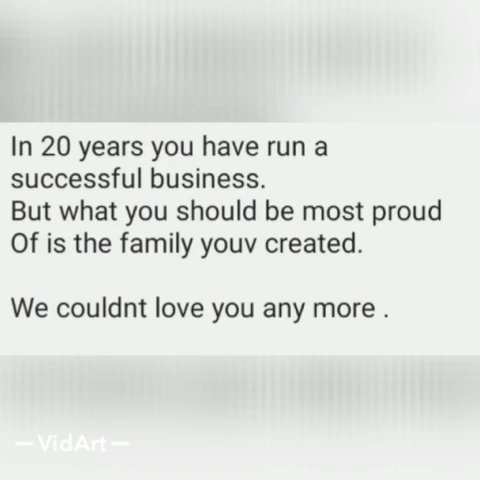 In 20 years you have run a
successful business.
But what you should be most proud
Of is the family youv created.
We couldnt love you any more .
VidArt